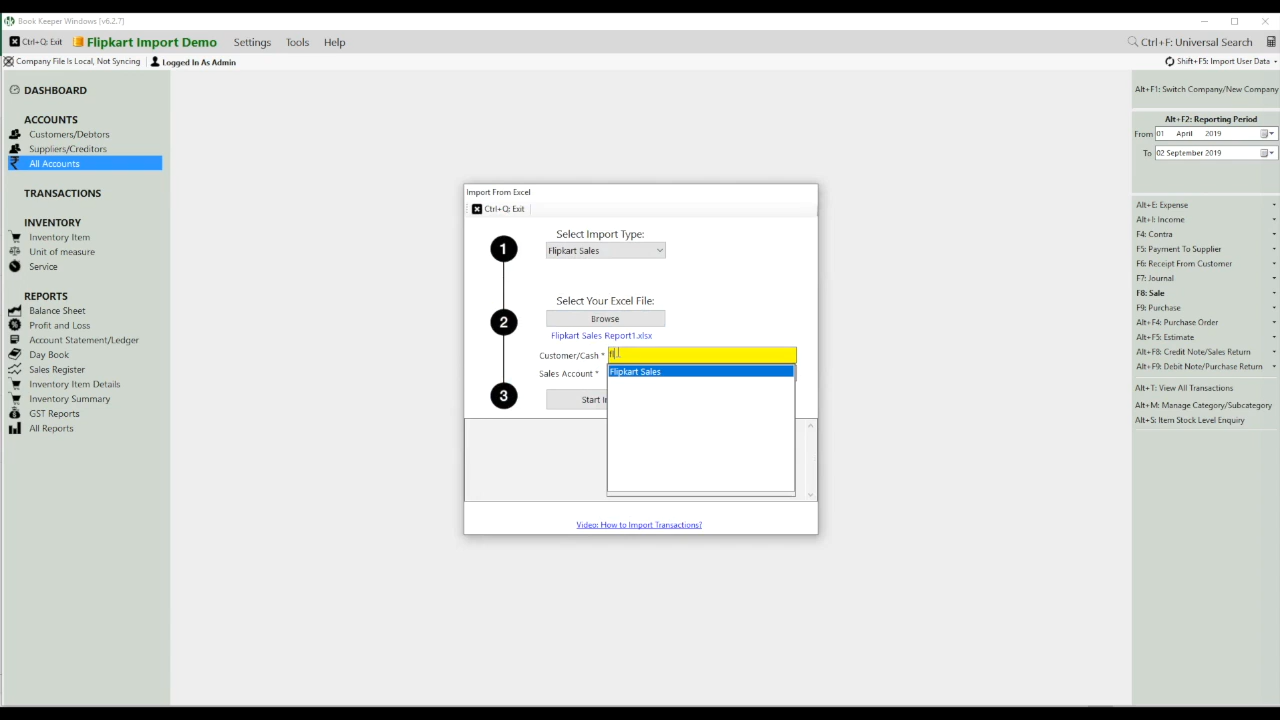 Book Keeper Windows [v6.2.7]
Ctrl+Q: Exit Flipkart Import Demo Settings Tools Help Ctrl+F: Universal Search
Company File Is Local, Not Syncing Logged In As Admin Shift+F5: Import User Data
DASHBOARD
ACCOUNTS
Customers/Debtors
Suppliers/Creditors
All Accounts
TRANSACTIONS
INVENTORY
Inventory Item
Unit of measure
Service
REPORTS
Balance Sheet
Profit and Loss
Account Statement/Ledger
Day Book
Sales Register
Inventory Item Details
Inventory Summary
GST Reports
All Reports
Import From Excel
Ctrl+Q: Exit
1
Select Import Type:
Flipkart Sales
2
Select Your Excel File:
Browse
Flipkart Sales Report1.xlsx
Customer/Cash *
Flipkart Sales
Sales Account *
3
Start
Video: How to Import Transactions?
Alt+F1: Switch Company/New Company
Alt+F2: Reporting Period
From 01 April 2019
To 02 September 2019
Alt+E: Expense
Alt+I: Income
F4: Contra
F5: Payment To Supplier
F6: Receipt From Customer
F7: Journal
F8: Sale
F9: Purchase
Alt+F4: Purchase Order
Alt+F5: Estimate
Alt+F8: Credit Note/Sales Return
Alt+F9: Debit Note/Purchase Return
Alt+T: View All Transactions
Alt+M: Manage Category/Subcategory
Alt+S: Item Stock Level Enquiry